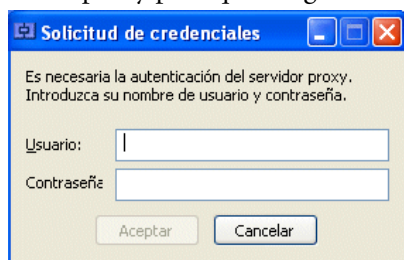 Solicitud de credenciales
Es necesaria la autenticación del servidor proxy.
Introduzca su nombre de usuario y contraseña.
Usuario:
Contraseña
Aceptar Cancelar